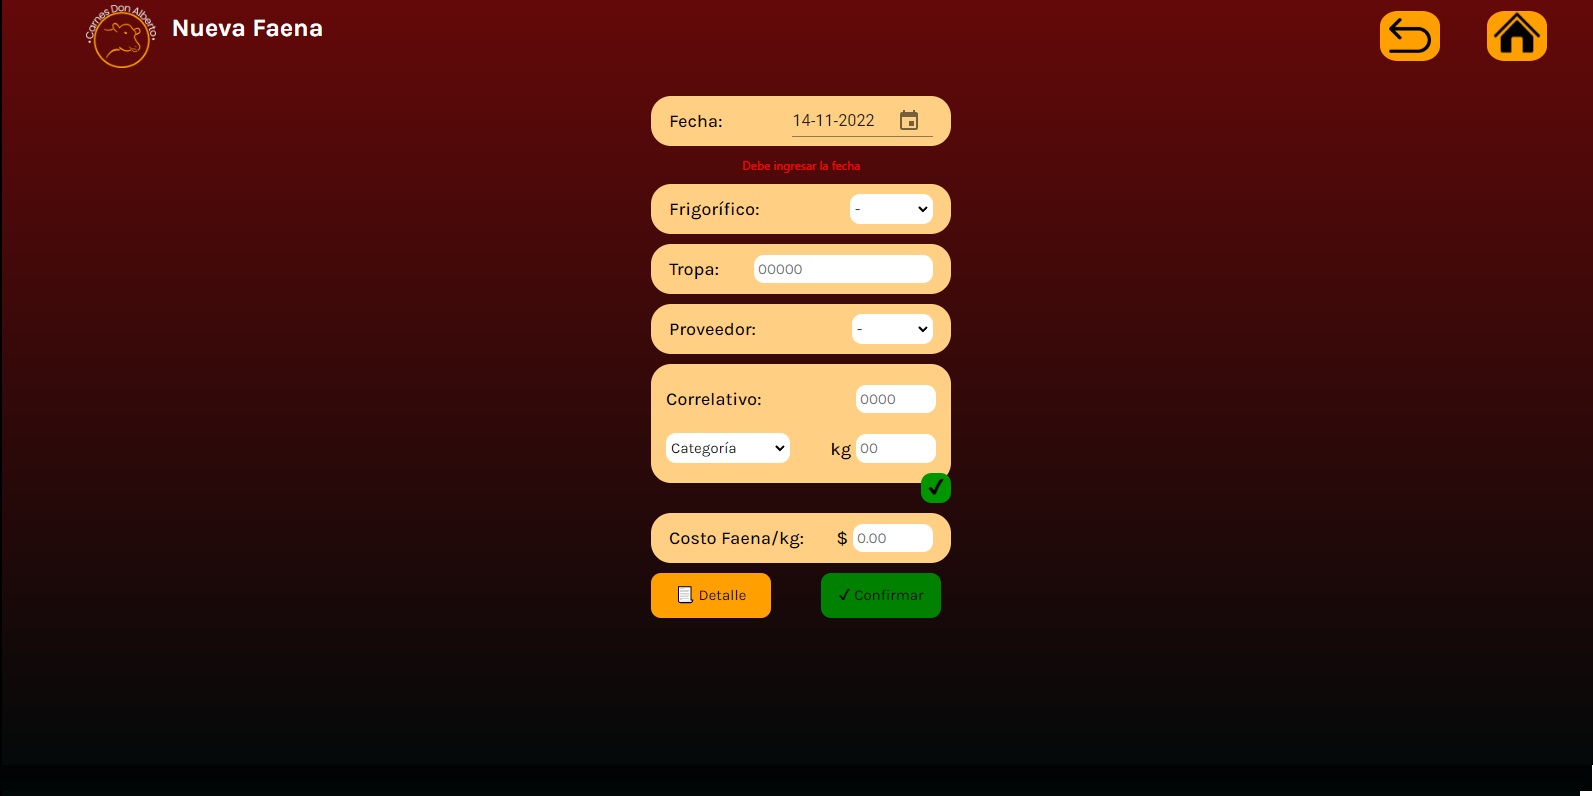 Carnes Don Alberto
Nueva Faena
Fecha: 14-11-2022
Debe ingresar la fecha
Frigorífico: -
Tropa: 00000
Proveedor: -
Correlativo: 0000
Categoría kg 00
✓
Costo Faena/kg: $ 0.00
Detalle ✓ Confirmar